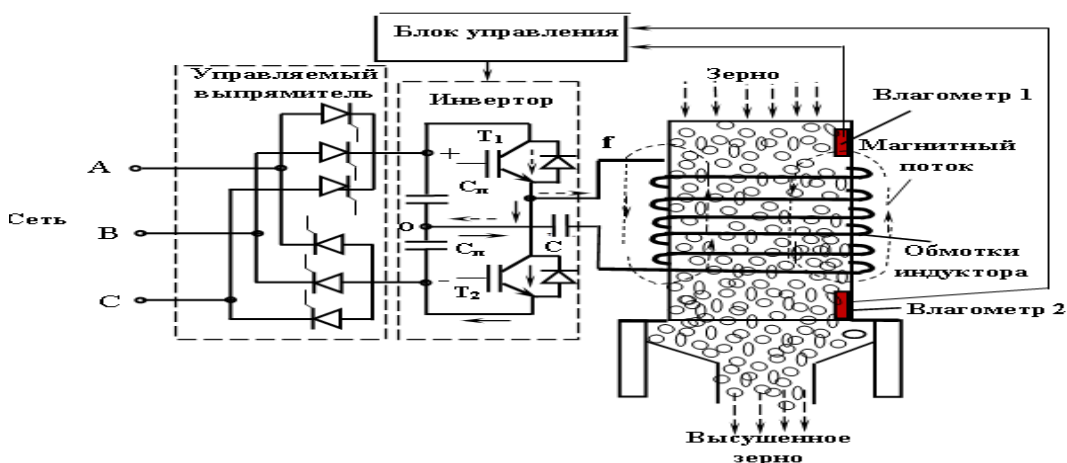 Блок управления
Управляемый
выпрямитель
Инвертор
Зерно
Влагометр 1
Магнитный
поток
T1
f
+
A
Cп
Сеть
B
O
C
Cп
Обмотки
индуктора
-
T2
C
Влагометр 2
Высушенное
зерно